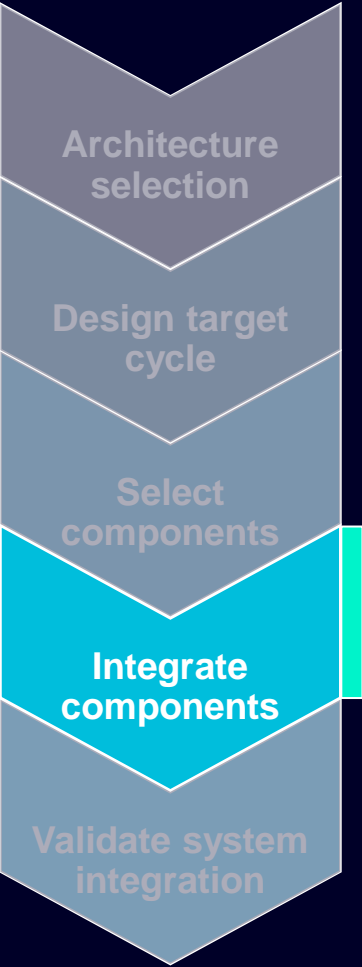 Architecture
selection
Design target
cycle
Select
components
Integrate
components
Validate system
integration